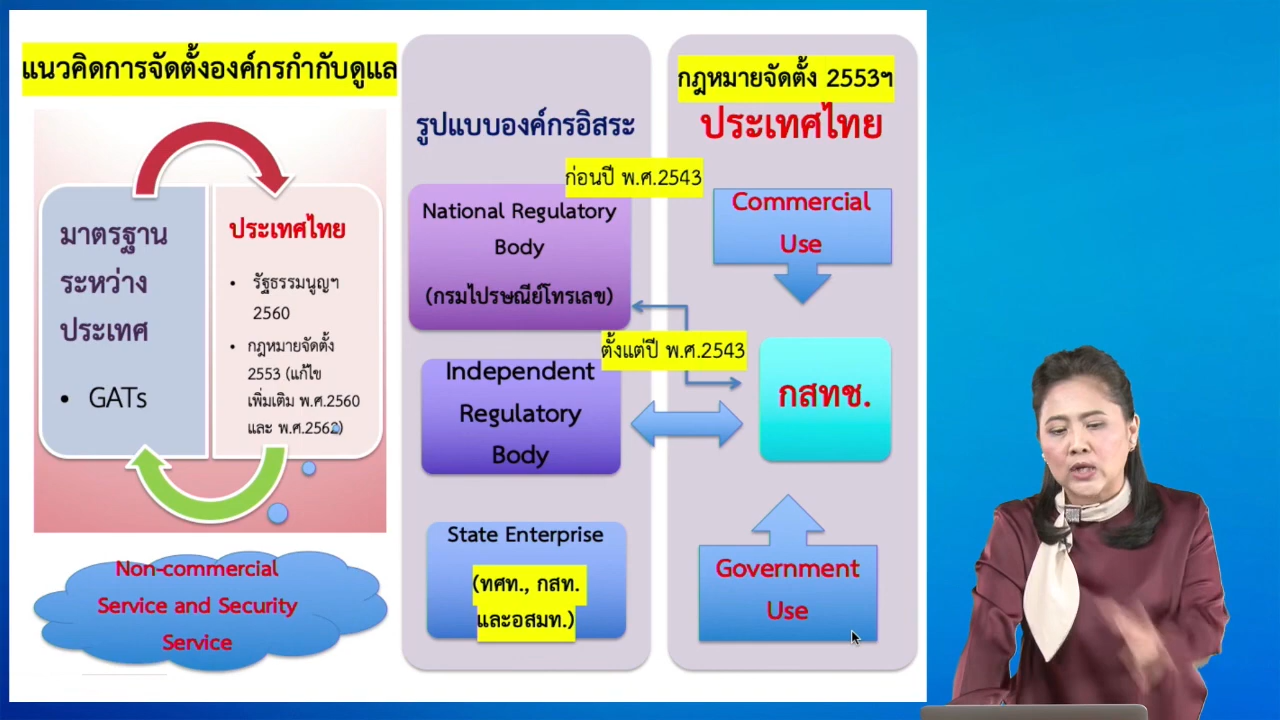 แนวคิดการจัดตั้งองค์กรกำกับดูแล
มาตรฐาน
ระหว่าง
ประเทศ
• GATs
ประเทศไทย
• รัฐธรรมนูญฯ
2560
• กฎหมายจัดตั้ง
2553 (แก้ไข
เพิ่มเติม พ.ศ.2560
และ พ.ศ.2562)
Non-commercial
Service and Security
Service
รูปแบบองค์กรอิสระ
ก่อนปี พ.ศ.2543
National Regulatory
Body
(กรมไปรษณีย์โทรเลข)
ตั้งแต่ปี พ.ศ.2543
Independent
Regulatory
Body
State Enterprise
(ทศท., กสท.
และอสมท.)
กฎหมายจัดตั้ง 2553ฯ
ประเทศไทย
Commercial
Use
กสทช.
Government
Use